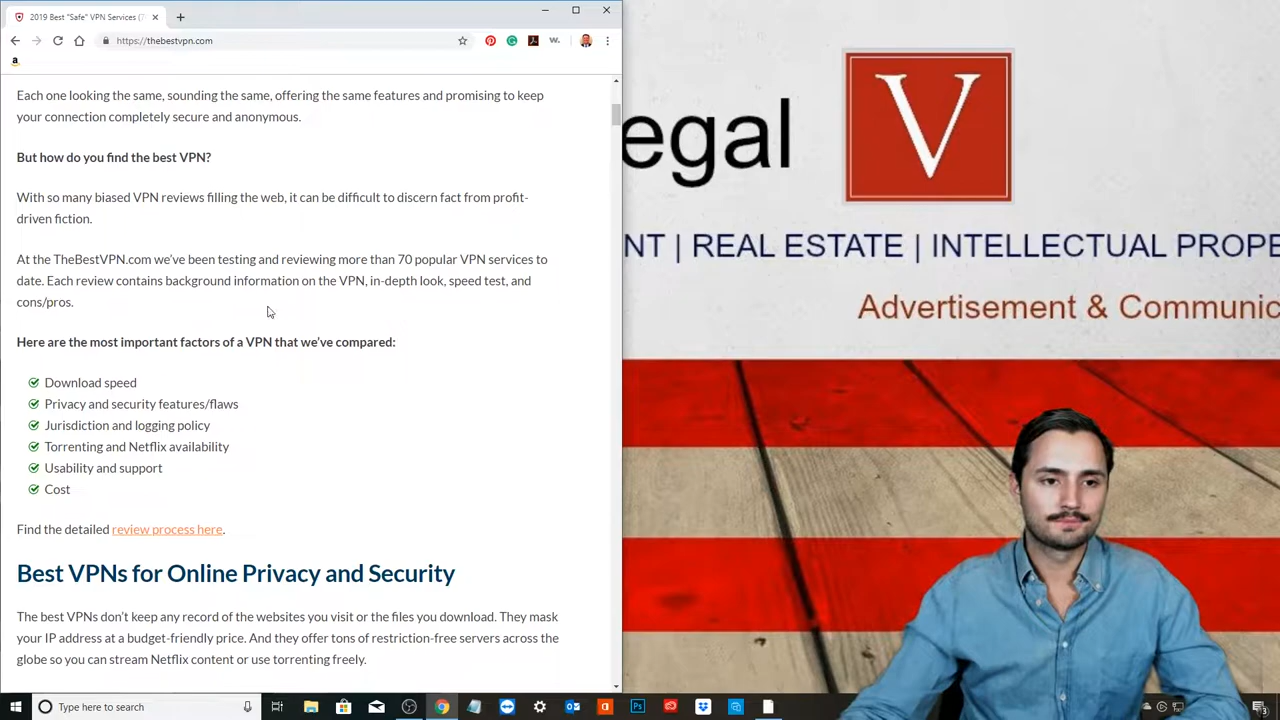 2019 Best "Safe" VPN Services (7
https://thebestvpn.com
Each one looking the same, sounding the same, offering the same features and promising to keep
your connection completely secure and anonymous.
But how do you find the best VPN?
With so many biased VPN reviews filling the web, it can be difficult to discern fact from profit-
driven fiction.
At the TheBestVPN.com we've been testing and reviewing more than 70 popular VPN services to
date. Each review contains background information on the VPN, in-depth look, speed test, and
cons/pros.
Here are the most important factors of a VPN that we've compared:
Download speed
Privacy and security features/flaws
Jurisdiction and logging policy
Torrenting and Netflix availability
Usability and support
Cost
Find the detailed review process here.
Best VPNs for Online Privacy and Security
The best VPNs don't keep any record of the websites you visit or the files you download. They mask
your IP address at a budget-friendly price. And they offer tons of restriction-free servers across the
globe so you can stream Netflix content or use torrenting freely.
Type here to search
egal
V
NT | REAL ESTATE | INTELLECTUAL PROPE
Advertisement & Communic